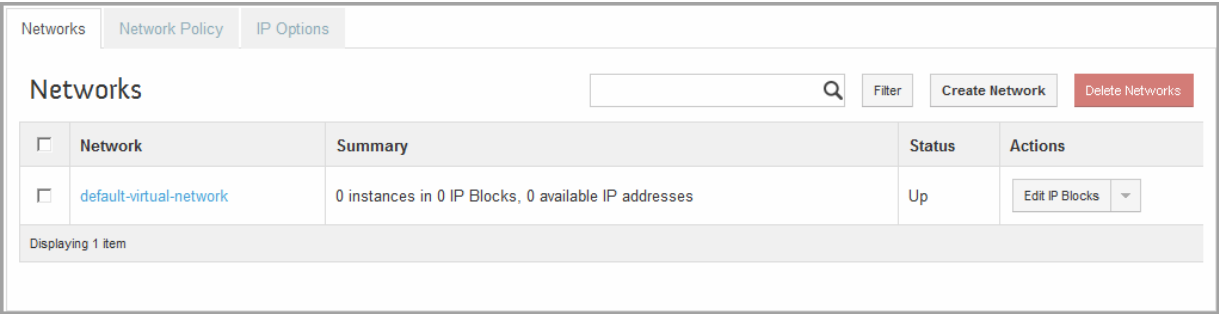 Networks Network Policy IP Options
Networks Filter Create Network Delete Networks
Network Summary Status Actions
default-virtual-network 0 instances in 0 IP Blocks, 0 available IP addresses Up Edit IP Blocks
Displaying 1 item